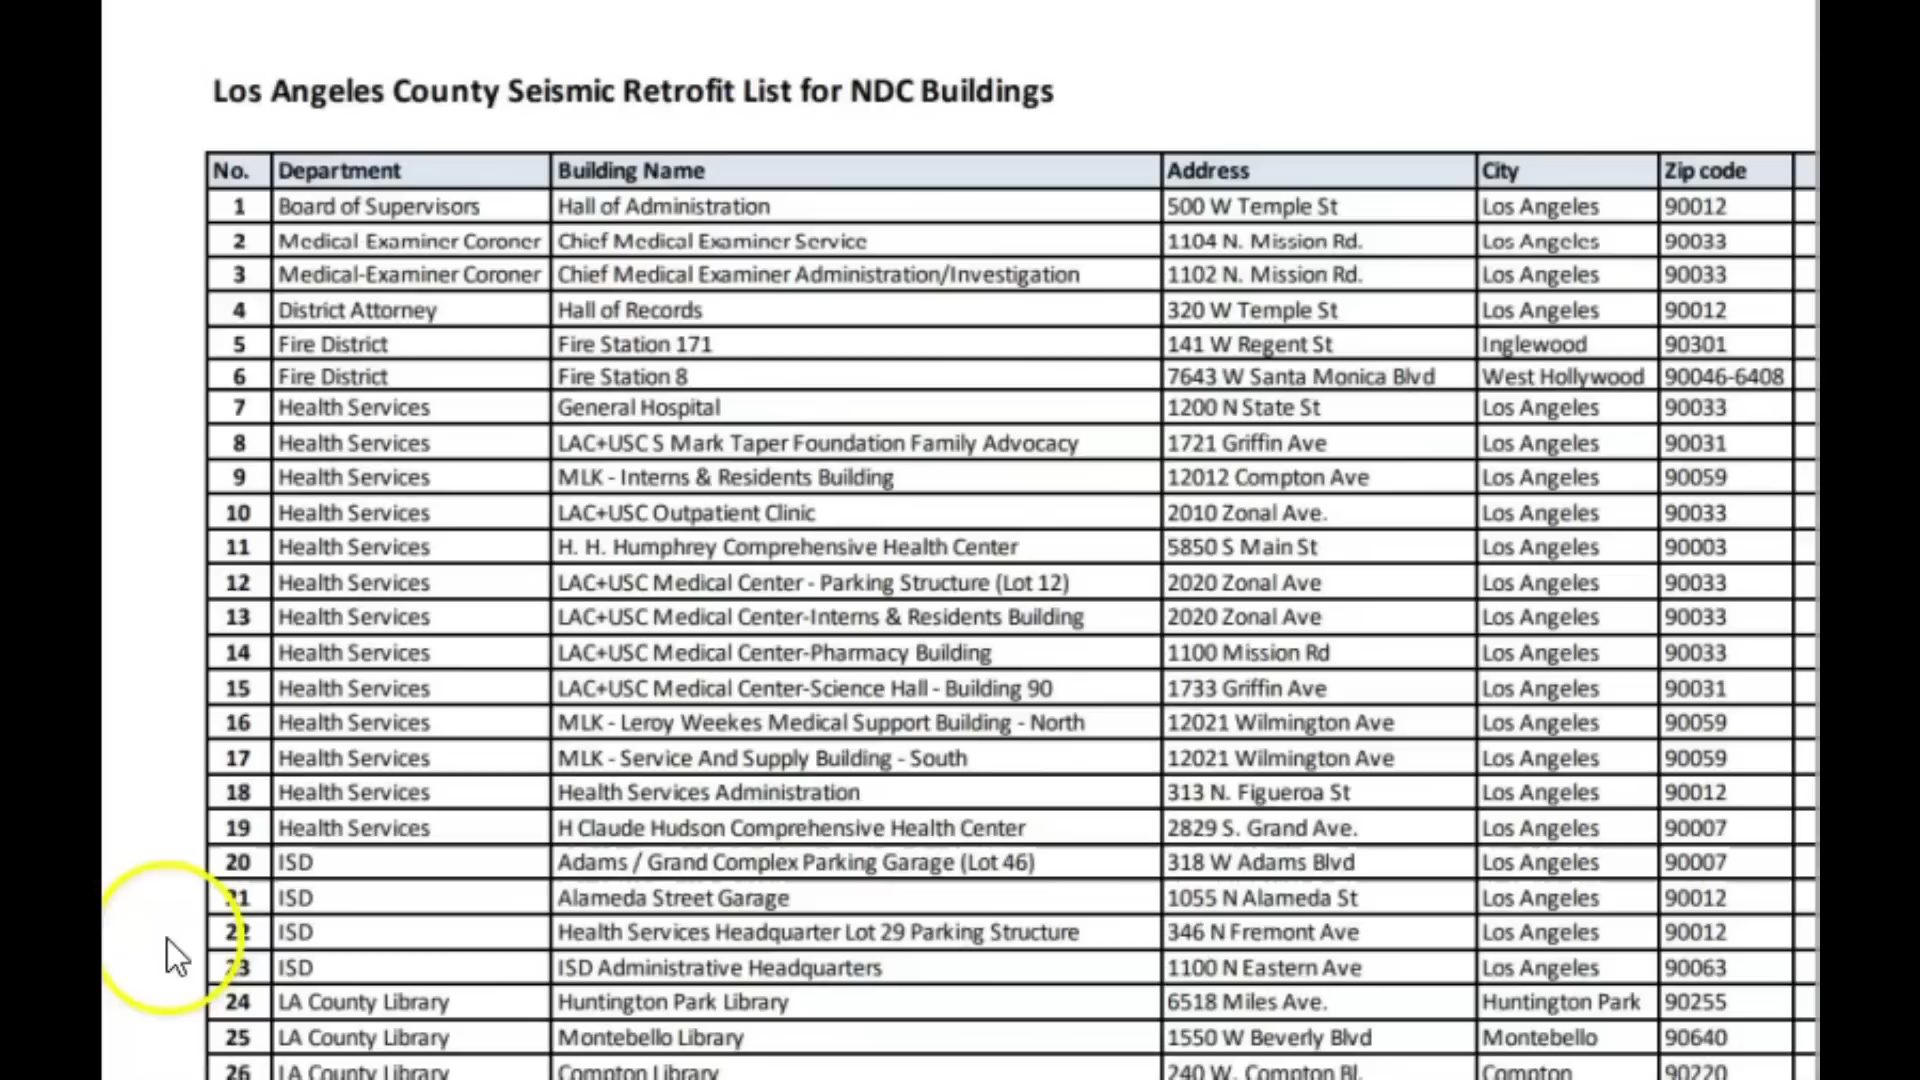 Los Angeles County Seismic Retrofit List for NDC Buildings
No. Department Building Name Address City Zip code
1 Board of Supervisors Hall of Administration 500 W Temple St Los Angeles 90012
2 Medical Examiner Coroner Chief Medical Examiner Service 1104 N. Mission Rd. Los Angeles 90033
3 Medical-Examiner Coroner Chief Medical Examiner Administration/Investigation 1102 N. Mission Rd. Los Angeles 90033
4 District Attorney Hall of Records 320 W Temple St Los Angeles 90012
5 Fire District Fire Station 171 141 W Regent St Inglewood 90301
6 Fire District Fire Station 8 7643 W Santa Monica Blvd West Hollywood 90046-6408
7 Health Services General Hospital 1200 N State St Los Angeles 90033
8 Health Services LAC+USC S Mark Taper Foundation Family Advocacy 1721 Griffin Ave Los Angeles 90031
9 Health Services MLK - Interns & Residents Building 12012 Compton Ave Los Angeles 90059
10 Health Services LAC+USC Outpatient Clinic 2010 Zonal Ave. Los Angeles 90033
11 Health Services H. H. Humphrey Comprehensive Health Center 5850 S Main St Los Angeles 90003
12 Health Services LAC+USC Medical Center - Parking Structure (Lot 12) 2020 Zonal Ave Los Angeles 90033
13 Health Services LAC+USC Medical Center-Interns & Residents Building 2020 Zonal Ave Los Angeles 90033
14 Health Services LAC+USC Medical Center-Pharmacy Building 1100 Mission Rd Los Angeles 90033
15 Health Services LAC+USC Medical Center-Science Hall - Building 90 1733 Griffin Ave Los Angeles 90031
16 Health Services MLK - Leroy Weekes Medical Support Building - North 12021 Wilmington Ave Los Angeles 90059
17 Health Services MLK - Service And Supply Building - South 12021 Wilmington Ave Los Angeles 90059
18 Health Services Health Services Administration 313 N. Figueroa St Los Angeles 90012
19 Health Services H Claude Hudson Comprehensive Health Center 2829 S. Grand Ave. Los Angeles 90007
20 ISD Adams / Grand Complex Parking Garage (Lot 46) 318 W Adams Blvd Los Angeles 90007
21 ISD Alameda Street Garage 1055 N Alameda St Los Angeles 90012
22 ISD Health Services Headquarter Lot 29 Parking Structure 346 N Fremont Ave Los Angeles 90012
23 ISD ISD Administrative Headquarters 1100 N Eastern Ave Los Angeles 90063
24 LA County Library Huntington Park Library 6518 Miles Ave. Huntington Park 90255
25 LA County Library Montebello Library 1550 W Beverly Blvd Montebello 90640
26 LA County Library Compton Library 240 W. Compton Bl. Compton 90220